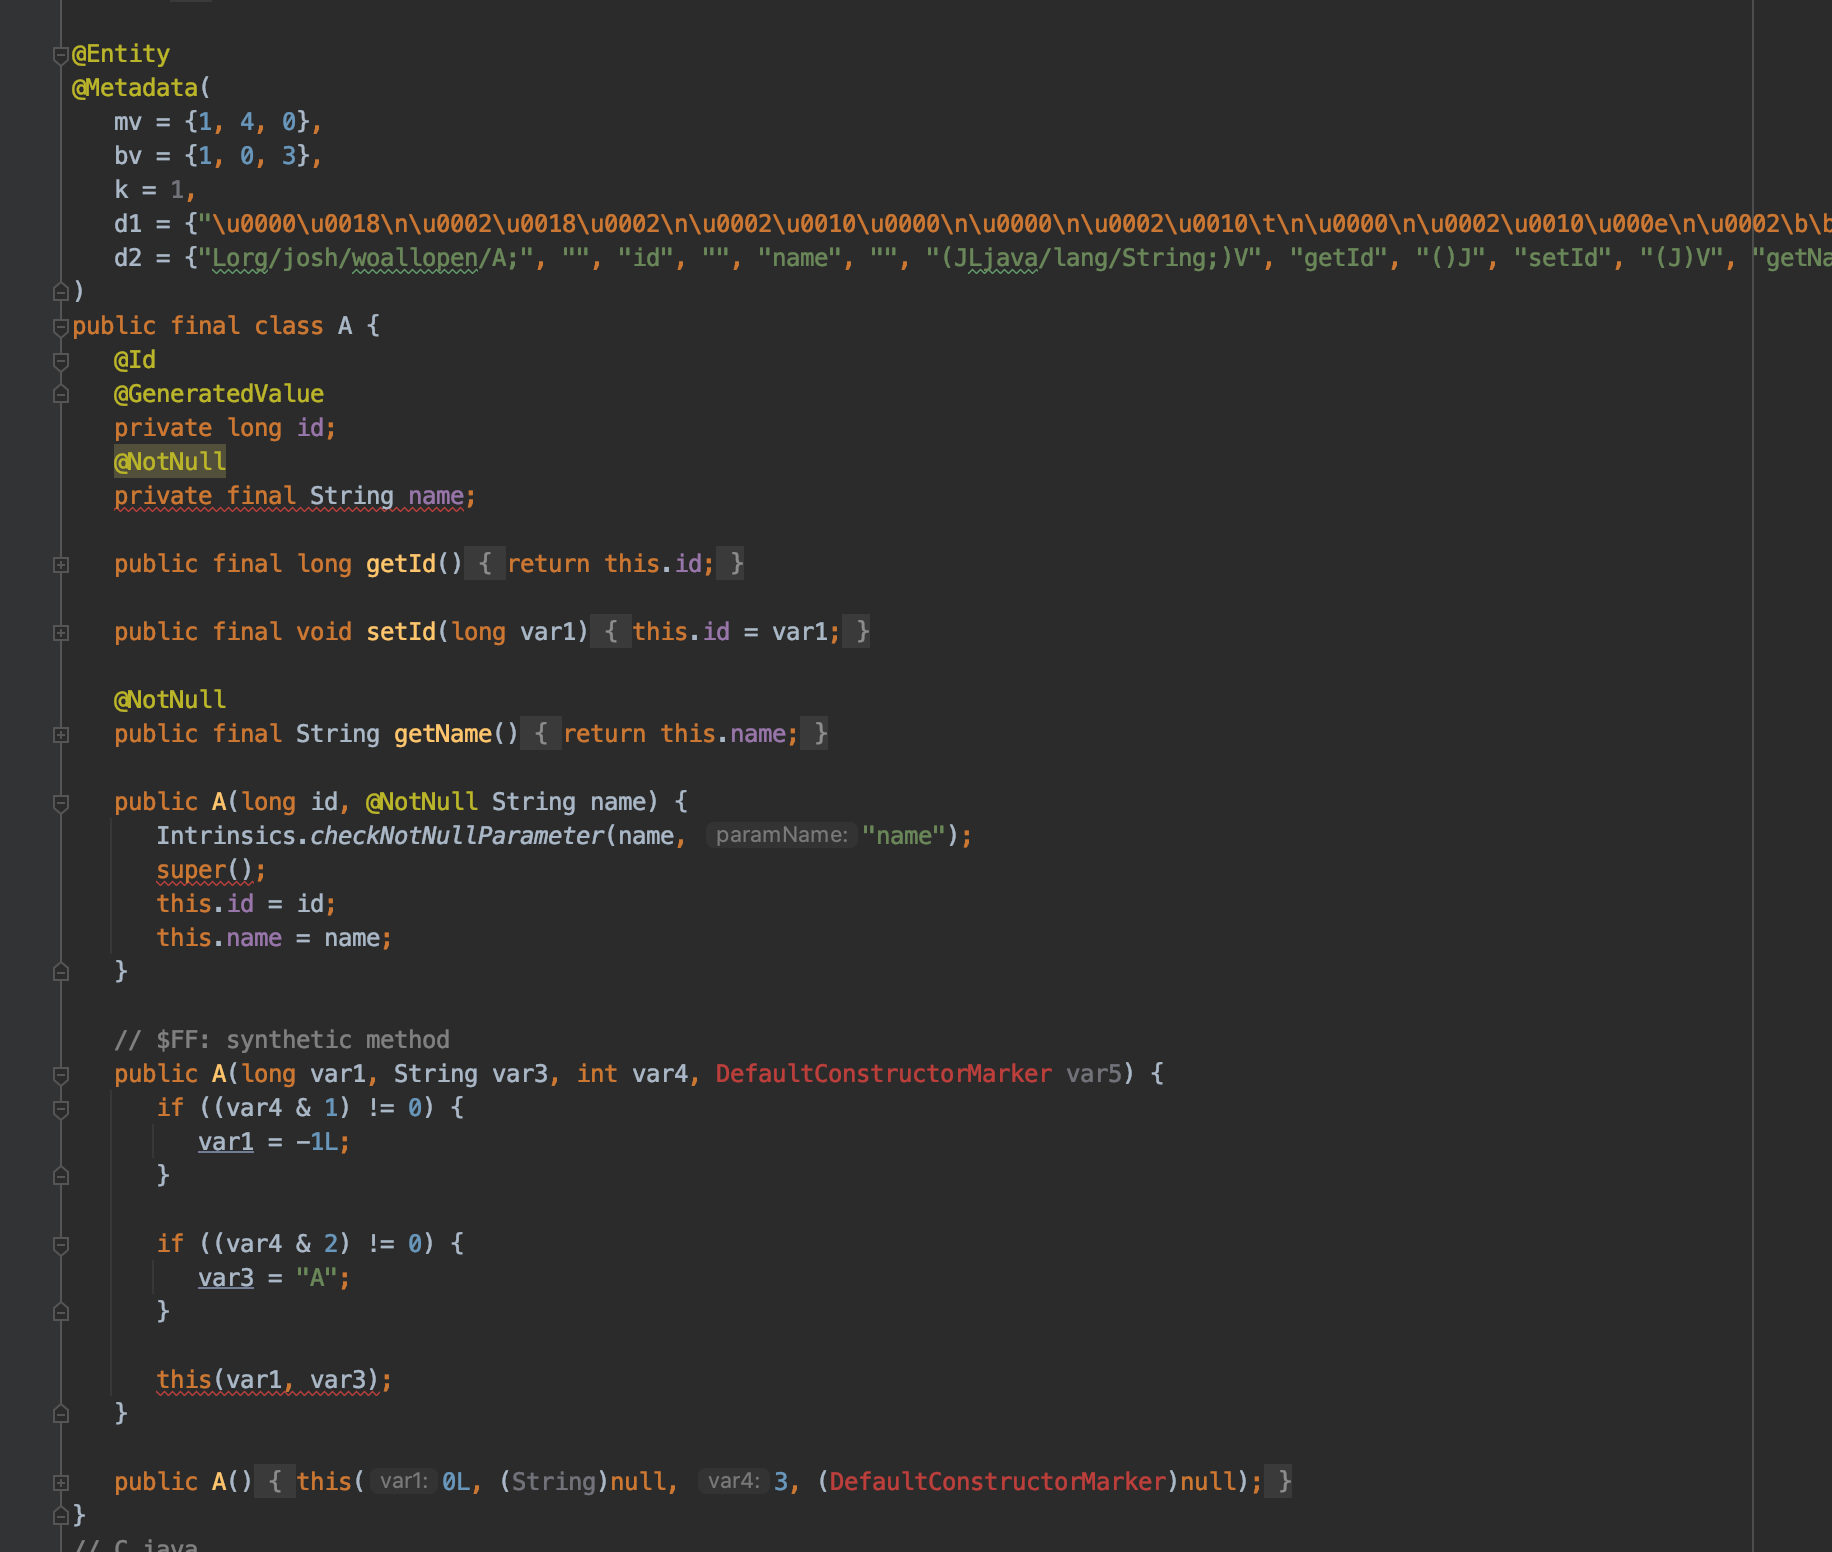 @Entity
@Metadata(
mv = {1, 4, 0},
bv = {1, 0, 3},
k = 1,
d1 = {"\u0000\u0018\n\u0002\u0018\u0002\n\u0002\u0010\u0000\n\u0000\n\u0002\u0010\t\n\u0000\n\u0002\u0010\u000e\n\u0002\b\b
d2 = {"Lorg/josh/woallopen/A;", "", "id", "", "name", "", "(JLjava/lang/String;)V", "getId", "()J", "setId", "(J)V", "getNa
)
public final class A {
@Id
@GeneratedValue
private long id;
@NotNull
private final String name;
public final long getId() { return this.id; }
public final void setId(long var1) { this.id = var1; }
@NotNull
public final String getName() { return this.name; }
public A(long id, @NotNull String name) {
Intrinsics.checkNotNullParameter(name, paramName: "name");
super();
this.id = id;
this.name = name;
}
// $FF: synthetic method
public A(long var1, String var3, int var4, DefaultConstructorMarker var5) {
if ((var4 & 1) != 0) {
var1 = -1L;
}
if ((var4 & 2) != 0) {
var3 = "A";
}
this(var1, var3);
}
public A() { this( var1: 0L, (String)null, var4: 3, (DefaultConstructorMarker)null); }
}
// C.java